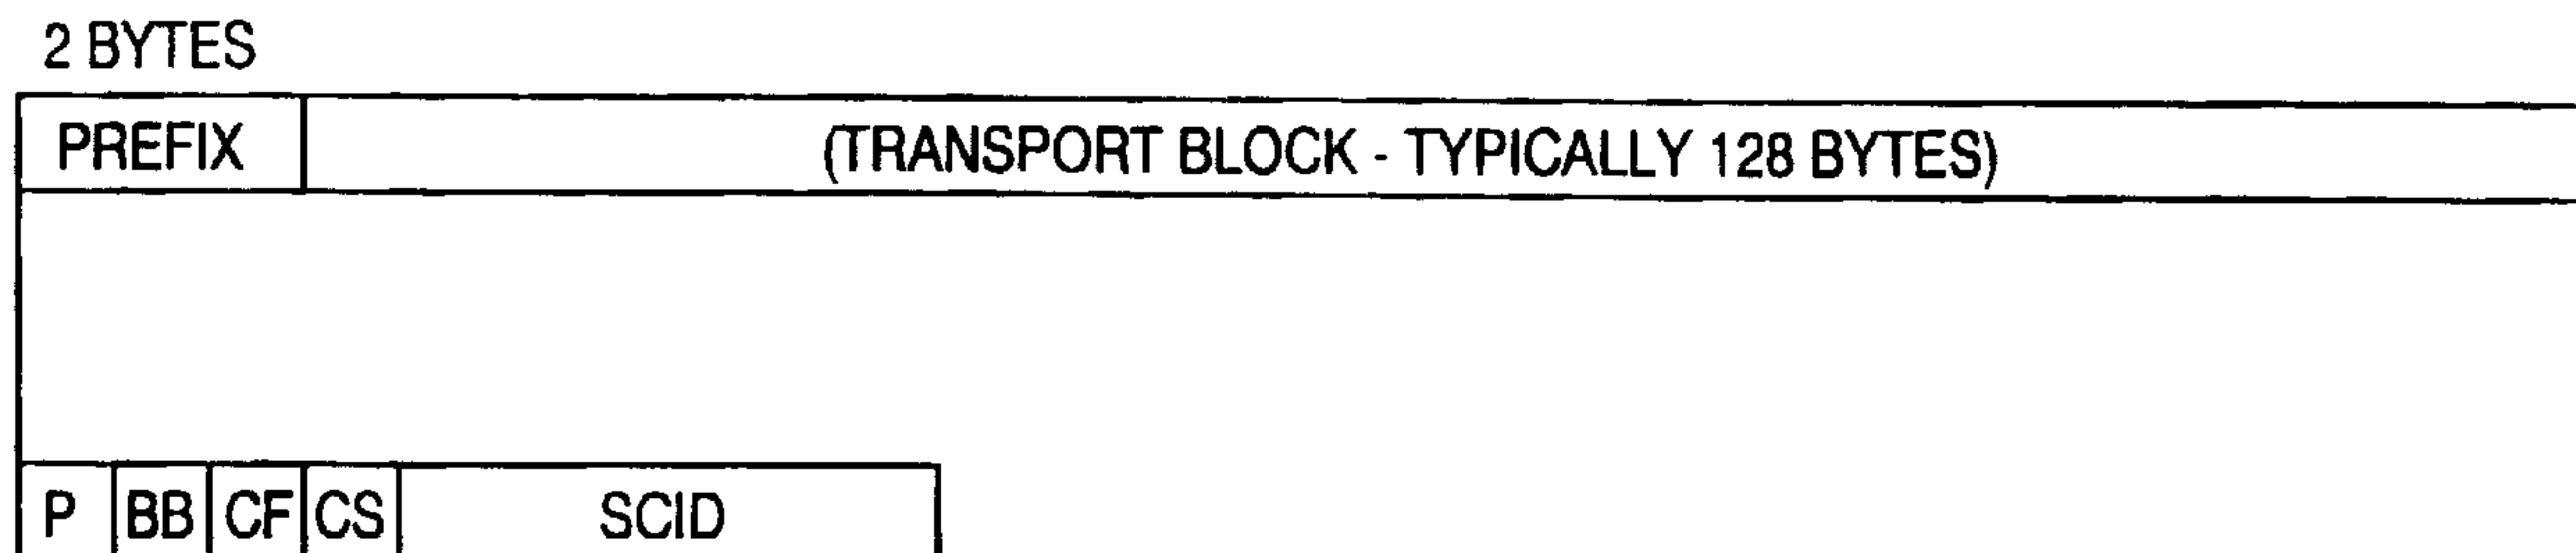 2 BYTES
PREFIX (TRANSPORT BLOCK - TYPICALLY 128 BYTES)
P BB CF CS SCID